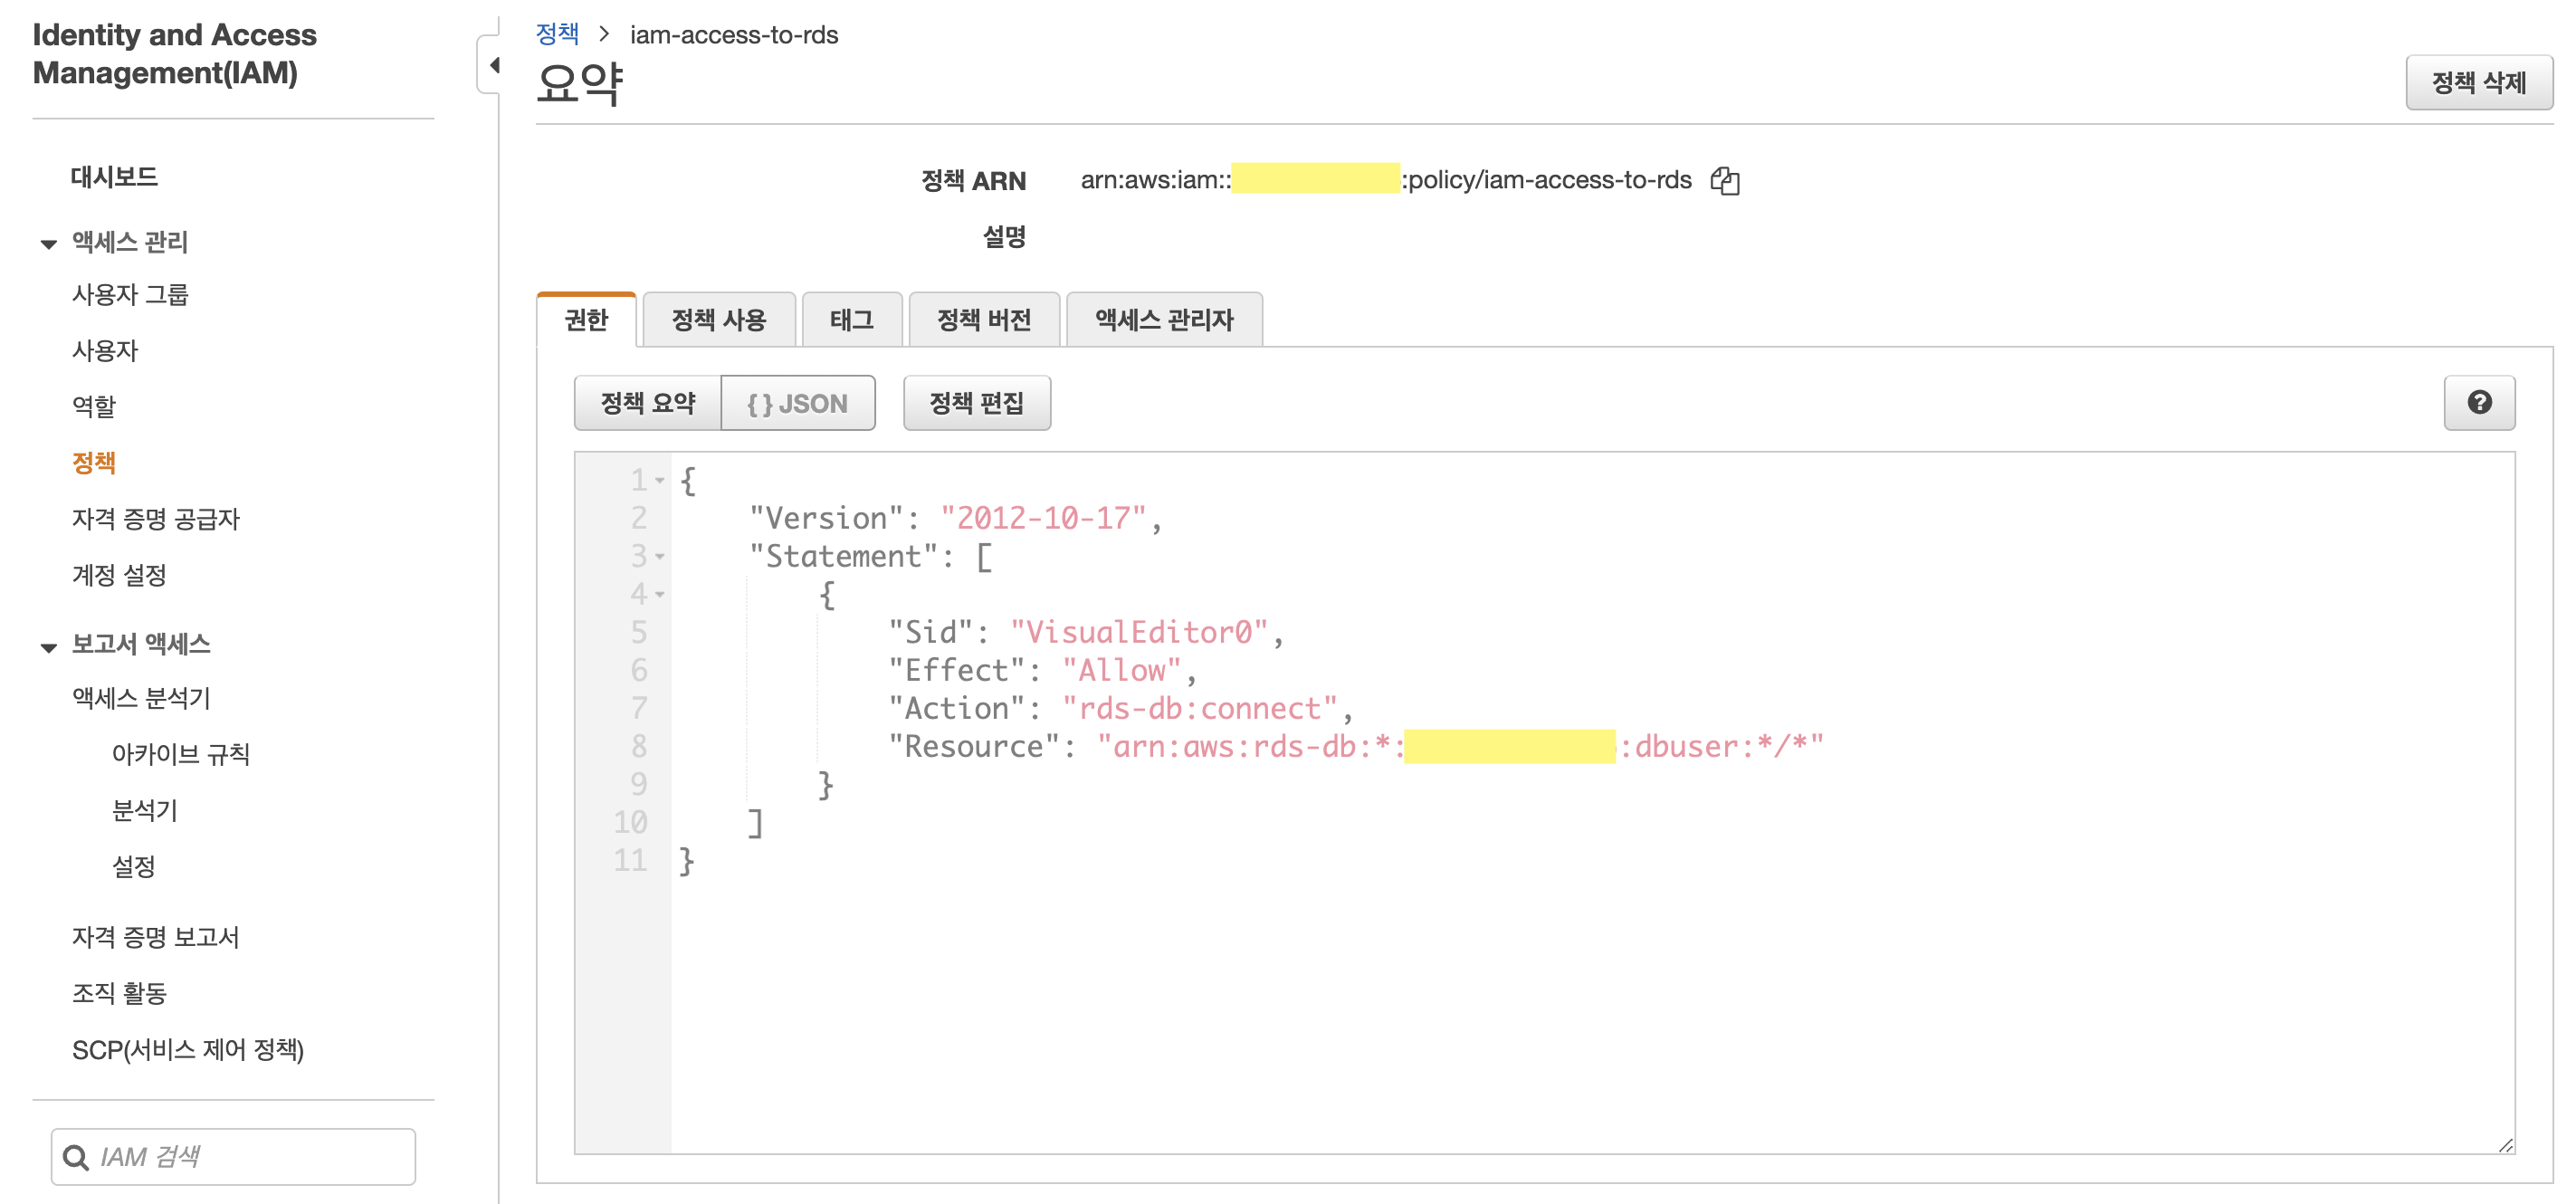 Identity and Access
Management(IAM)
대시보드
액세스 관리
사용자 그룹
사용자
역할
정책
자격 증명 공급자
계정 설정
보고서 액세스
액세스 분석기
아카이브 규칙
분석기
설정
자격 증명 보고서
조직 활동
SCP(서비스 제어 정책)
IAM 검색
정책 > iam-access-to-rds
요약
정책 삭제
정책 ARN arn:aws:iam:: :policy/iam-access-to-rds
설명
권한 정책 사용 태그 정책 버전 액세스 관리자
정책 요약 { } JSON 정책 편집
1 {
2 "Version": "2012-10-17",
3 "Statement": [
4 {
5 "Sid": "VisualEditor0",
6 "Effect": "Allow",
7 "Action": "rds-db:connect",
8 "Resource": "arn:aws:rds-db:*: :dbuser:*/*"
9 }
10 ]
11 }